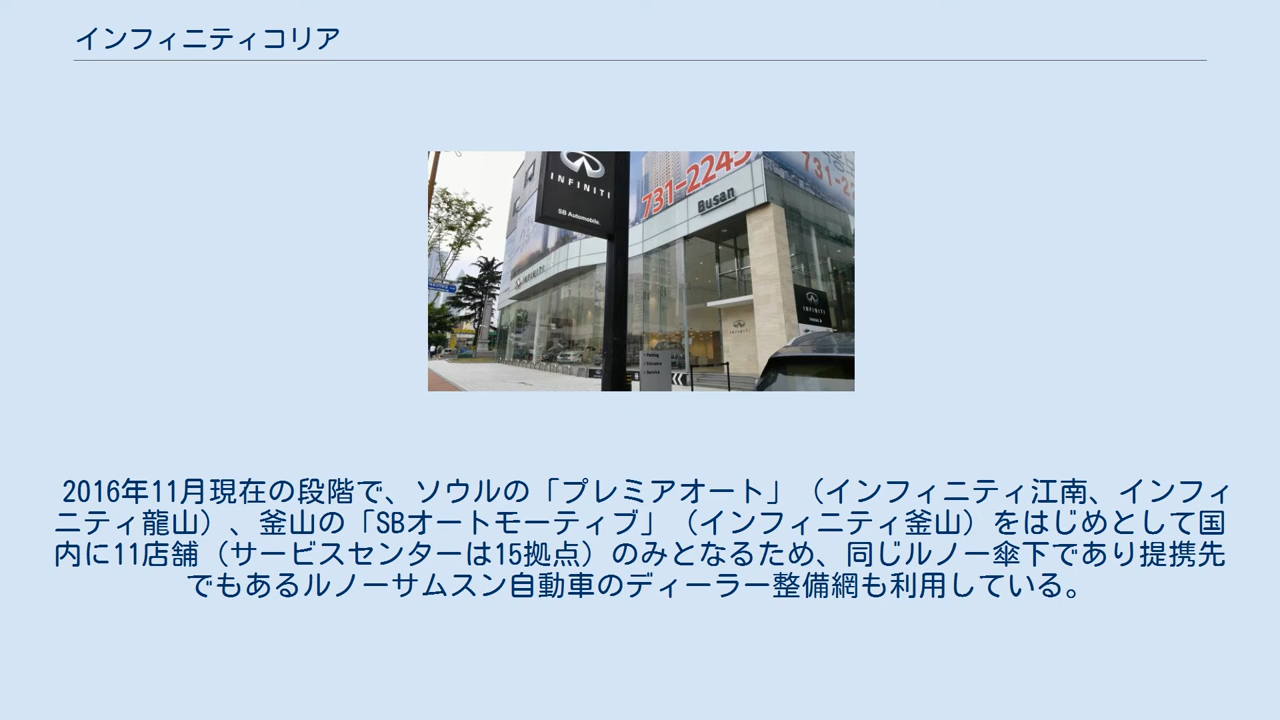 インフィニティコリア
INFINITI
SB Automobile.
731-2245
731-2
Busan
INFINITI
INFINITI
INFINITI
Parking
Entrance
Service
2016年11月現在の段階で、ソウルの「プレミアオート」（インフィニティ江南、インフィ
ニティ龍山）、釜山の「SBオートモーティブ」（インフィニティ釜山）をはじめとして国
内に11店舗（サービスセンターは15拠点）のみとなるため、同じルノー傘下であり提携先
でもあるルノーサムスン自動車のディーラー整備網も利用している。